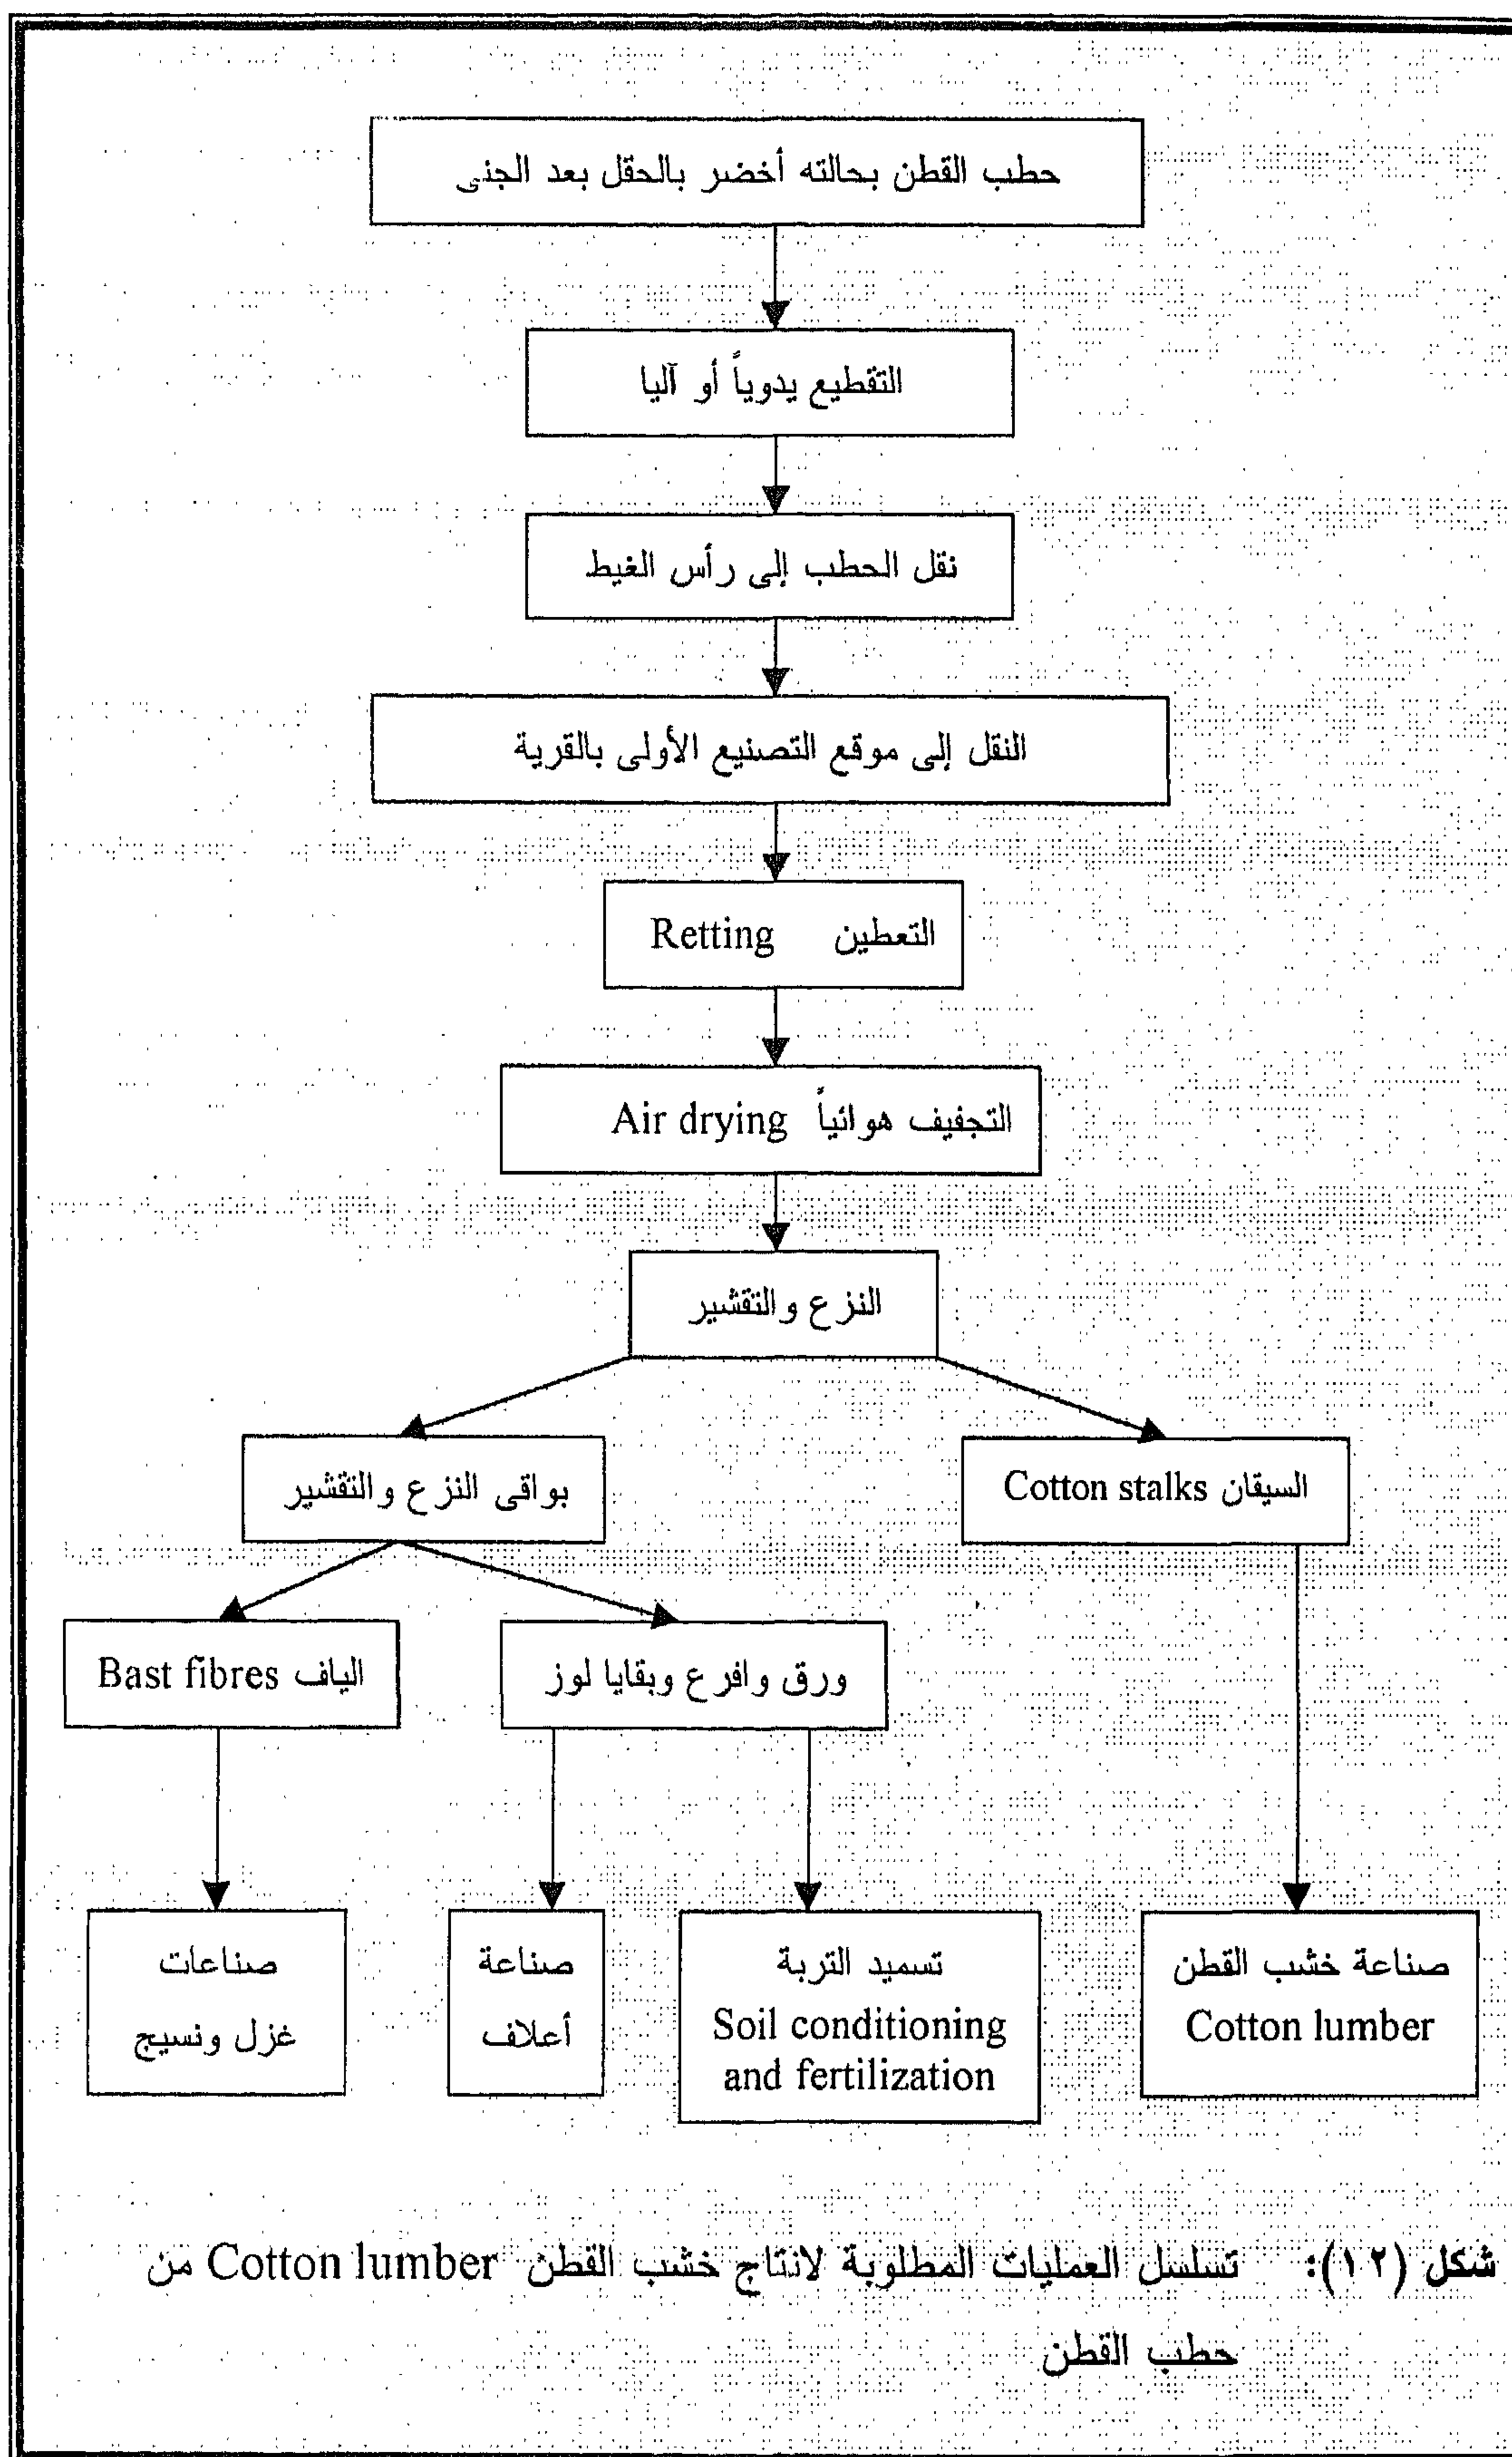 حطب القطن بحالته أخضر بالحقل بعد الجنى
التقطيع يدوياً أو آليا
نقل الحطب إلى رأس الغيط
النقل إلى موقع التصنيع الأولى بالقرية
التعطين Retting
التجفيف هوائياً Air drying
النزع والتقشير
السيقان Cotton stalks
بواقى النزع والتقشير
ورق وافرع وبقايا لوز
الياف Bast fibres
صناعة خشب القطن
Cotton lumber
تسميد التربة
Soil conditioning
and fertilization
صناعة
أعلاف
صناعات
غزل ونسيج
شكل (١٢): تسلسل العمليات المطلوبة لانتاج خشب القطن Cotton lumber من
حطب القطن